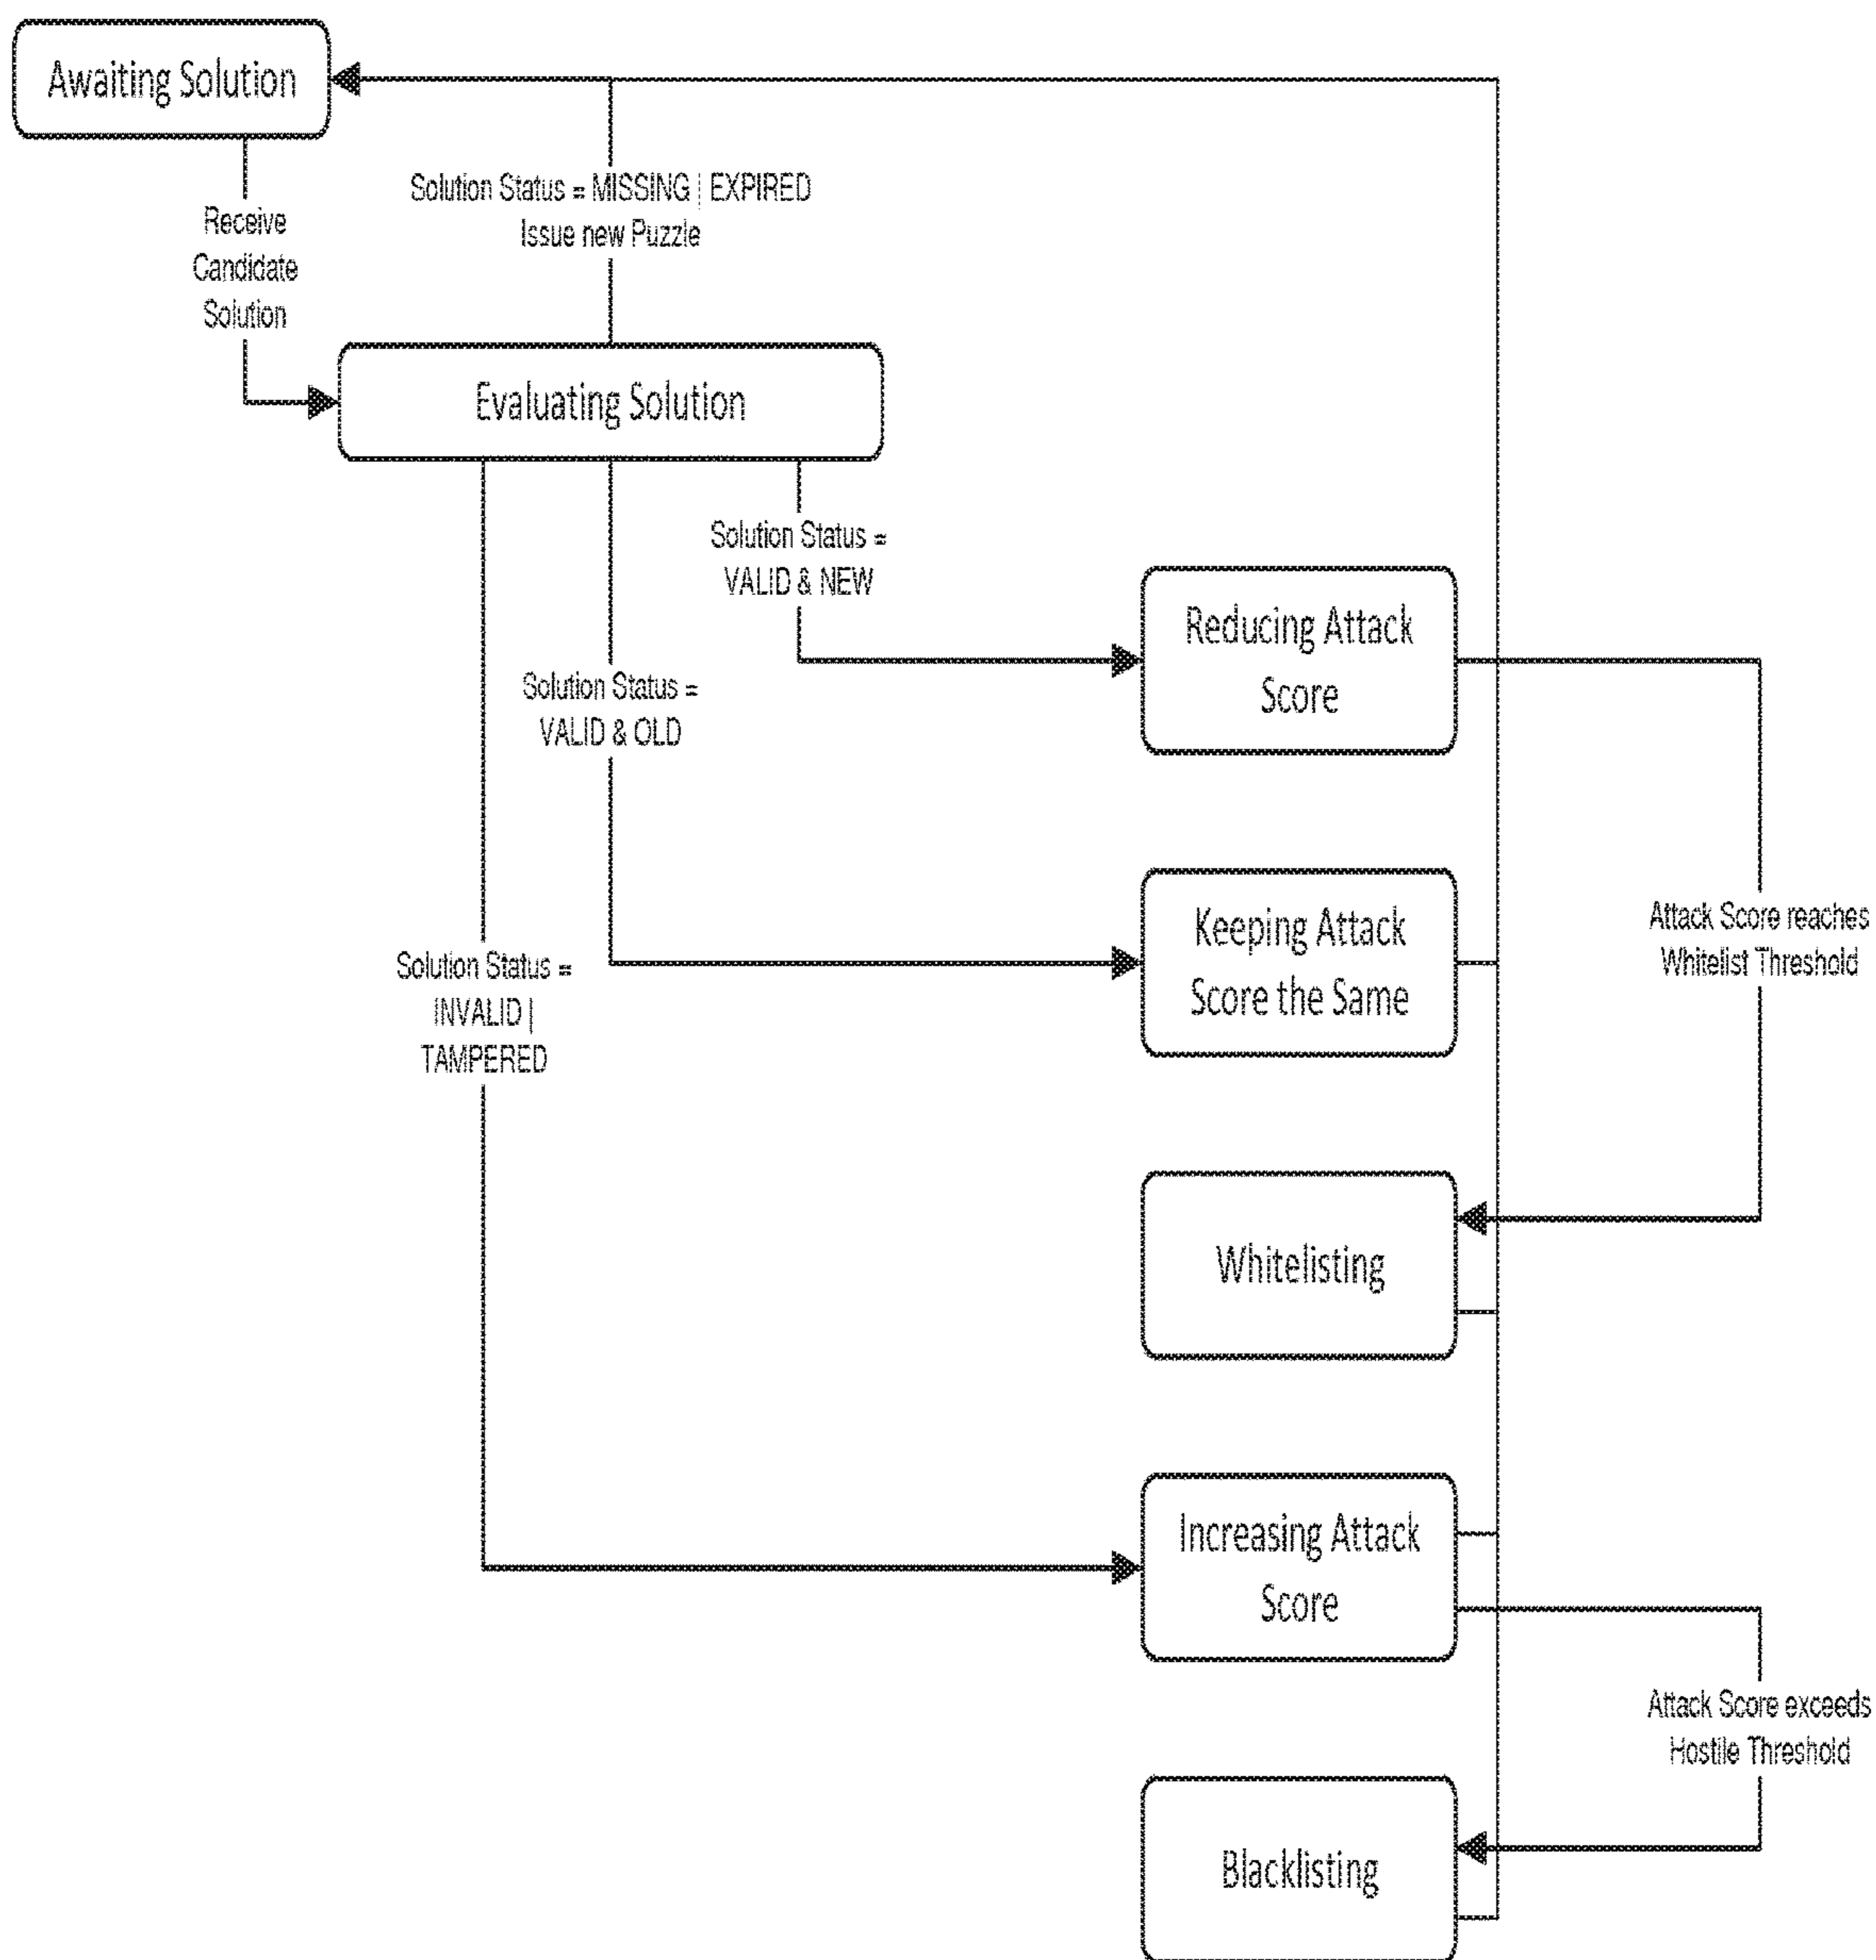 Awaiting Solution
Receive
Candidate
Solution
Solution Status = MISSING | EXPIRED
Issue new Puzzle
Evaluating Solution
Solution Status =
VALID & NEW
Solution Status =
VALID & OLD
Solution Status =
INVALID |
TAMPERED
Reducing Attack
Score
Keeping Attack
Score the Same
Attack Score reaches
Whitelist Threshold
Whitelisting
Increasing Attack
Score
Attack Score exceeds
Hostile Threshold
Blacklisting